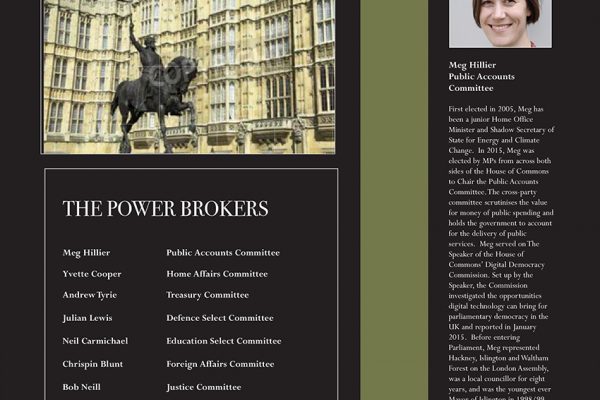 THE POWER BROKERS
Meg Hillier Public Accounts Committee
Yvette Cooper Home Affairs Committee
Andrew Tyrie Treasury Committee
Julian Lewis Defence Select Committee
Neil Carmichael Education Select Committee
Chrispin Blunt Foreign Affairs Committee
Bob Neill Justice Committee
Meg Hillier
Public Accounts
Committee
First elected in 2005, Meg has
been a junior Home Office
Minister and Shadow Secretary of
State for Energy and Climate
Change. In 2015, Meg was
elected by MPs from across both
sides of the House of Commons
to Chair the Public Accounts
Committee. The cross-party
committee scrutinises the value
for money of public spending and
holds the government to account
for the delivery of public
services. Meg served on The
Speaker of the House of
Commons' Digital Democracy
Commission. Set up by the
Speaker, the Commission
investigated the opportunities
digital technology can bring for
parliamentary democracy in the
UK and reported in January
2015. Before entering
Parliament, Meg represented
Hackney, Islington and Waltham
Forest on the London Assembly,
was a local councillor for eight
years, and was the youngest ever
Mayor of Islington in 1998/99